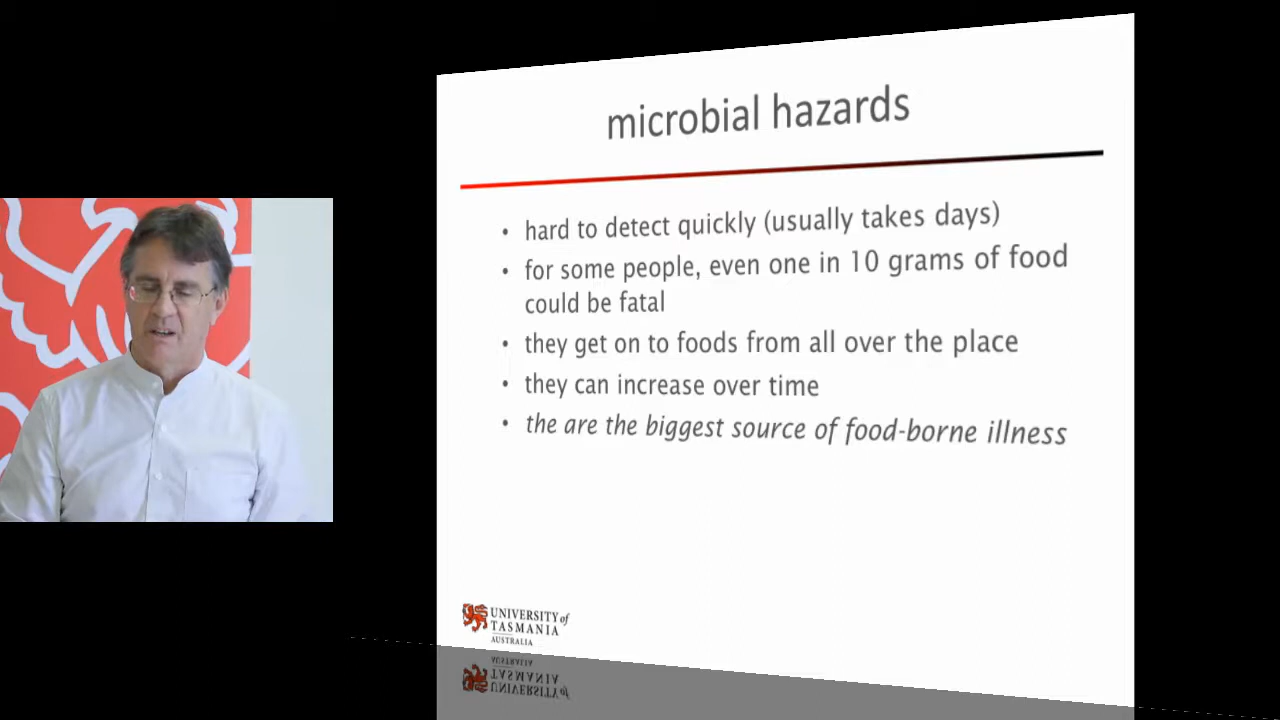 microbial hazards
• hard to detect quickly (usually takes days)
• for some people, even one in 10 grams of food
could be fatal
• they get on to foods from all over the place
• they can increase over time
• the are the biggest source of food-borne illness
UNIVERSITY of
TASMANIA
AUSTRALIA